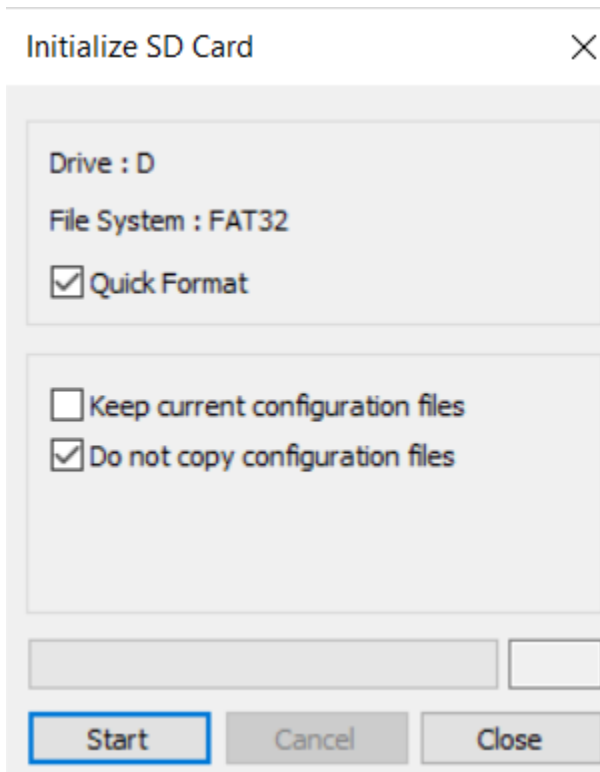 Initialize SD Card
Drive : D
File System : FAT32
Quick Format
Keep current configuration files
Do not copy configuration files
Start Cancel Close